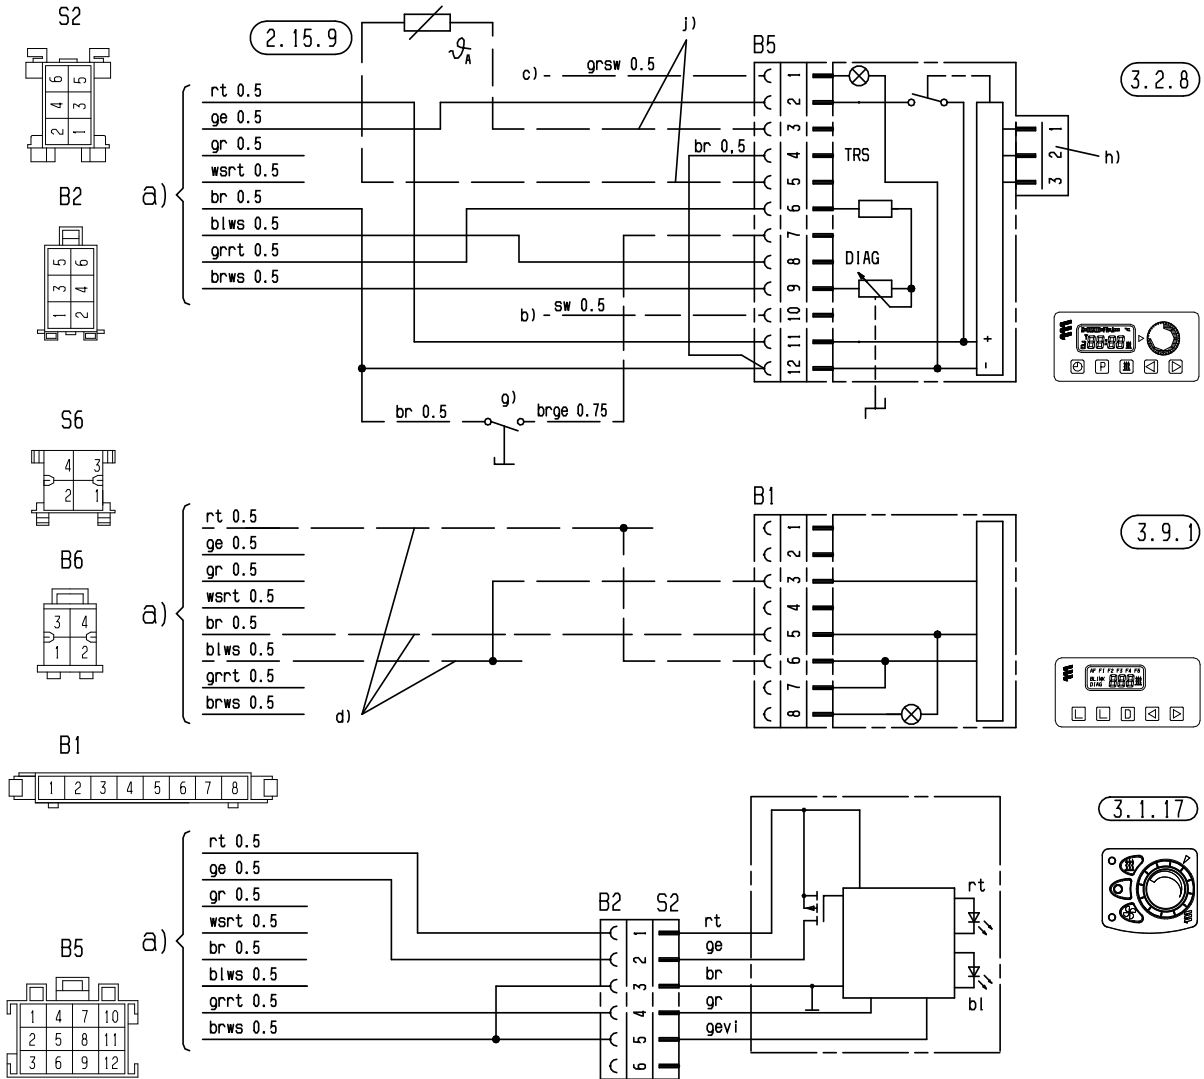 S2
6 5
4 3
2 1
B2
5 6
3 4
1 2
S6
4 3
2 1
B6
3 4
1 2
B1
1 2 3 4 5 6 7 8
B5
1 4 7 10
2 5 8 11
3 6 9 12
2.15.9
ϑA
j)
c)
grsw 0.5
B5
3.2.8
a)
rt 0.5
ge 0.5
gr 0.5
wsrt 0.5
br 0.5
blws 0.5
grrt 0.5
brws 0.5
br 0,5
b)
sw 0.5
1
2
3
4
5
6
7
8
9
10
11
12
TRS
DIAG
+
-
1
2
3
h)
P
br 0.5
g)
brge 0.75
B1
3.9.1
a)
rt 0.5
ge 0.5
gr 0.5
wsrt 0.5
br 0.5
blws 0.5
grrt 0.5
brws 0.5
d)
1
2
3
4
5
6
7
8
AF F1 F2 F3 F4 F5
BLINK
DIAG
L L D
3.1.17
a)
rt 0.5
ge 0.5
gr 0.5
wsrt 0.5
br 0.5
blws 0.5
grrt 0.5
brws 0.5
B2 S2
1
2
3
4
5
6
rt
ge
br
gr
gevi
rt
bl